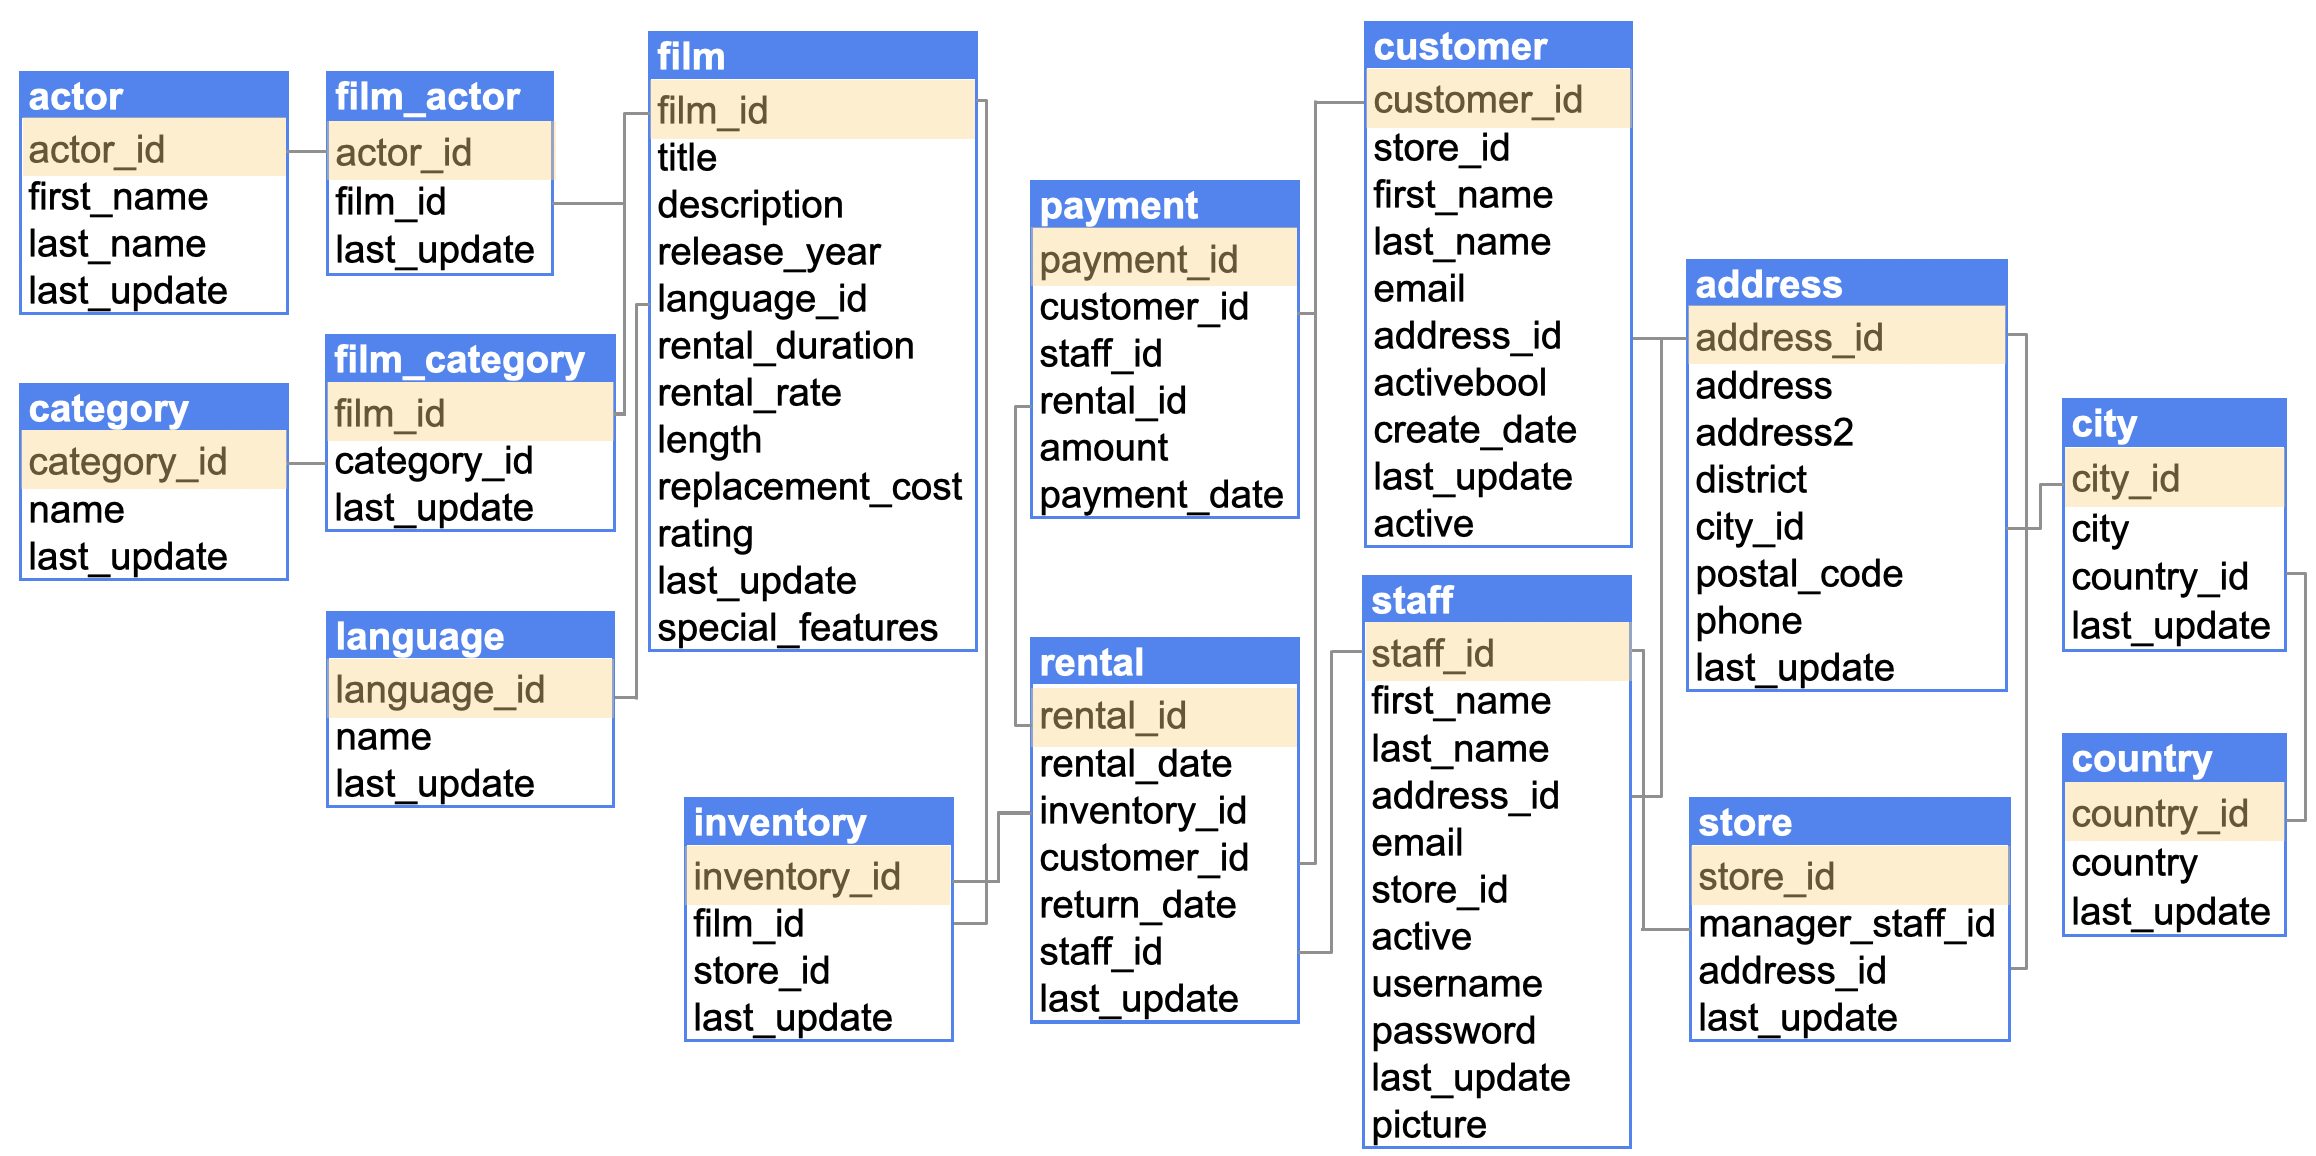 actor
actor_id
first_name
last_name
last_update
film_actor
actor_id
film_id
last_update
category
category_id
name
last_update
film_category
film_id
category_id
last_update
language
language_id
name
last_update
film
film_id
title
description
release_year
language_id
rental_duration
rental_rate
length
replacement_cost
rating
last_update
special_features
inventory
inventory_id
film_id
store_id
last_update
payment
payment_id
customer_id
staff_id
rental_id
amount
payment_date
rental
rental_id
rental_date
inventory_id
customer_id
return_date
staff_id
last_update
customer
customer_id
store_id
first_name
last_name
email
address_id
activebool
create_date
last_update
active
staff
staff_id
first_name
last_name
address_id
email
store_id
active
username
password
last_update
picture
address
address_id
address
address2
district
city_id
postal_code
phone
last_update
store
store_id
manager_staff_id
address_id
last_update
city
city_id
city
country_id
last_update
country
country_id
country
last_update